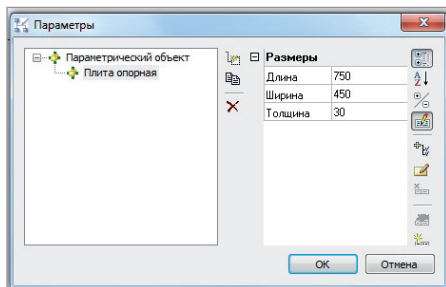 Параметры
Параметрический объект
Плита опорная
Размеры
Длина 750
Ширина 450
Толщина 30
OK
Отмена